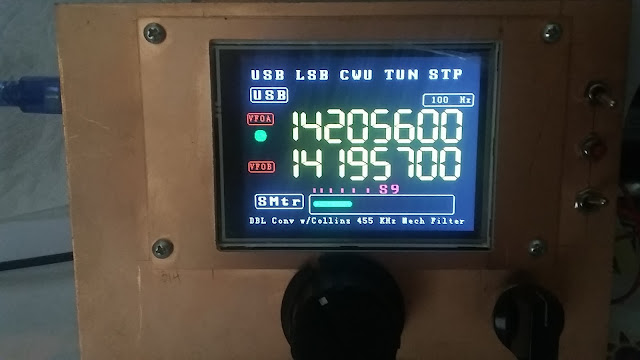 USB LSB CWU TUN STP
USB
100 Hz
VFOA 14205600
VFOB 14195700
S9
SMtr
DBL Conv w/Collins 455 KHz Mech Filter